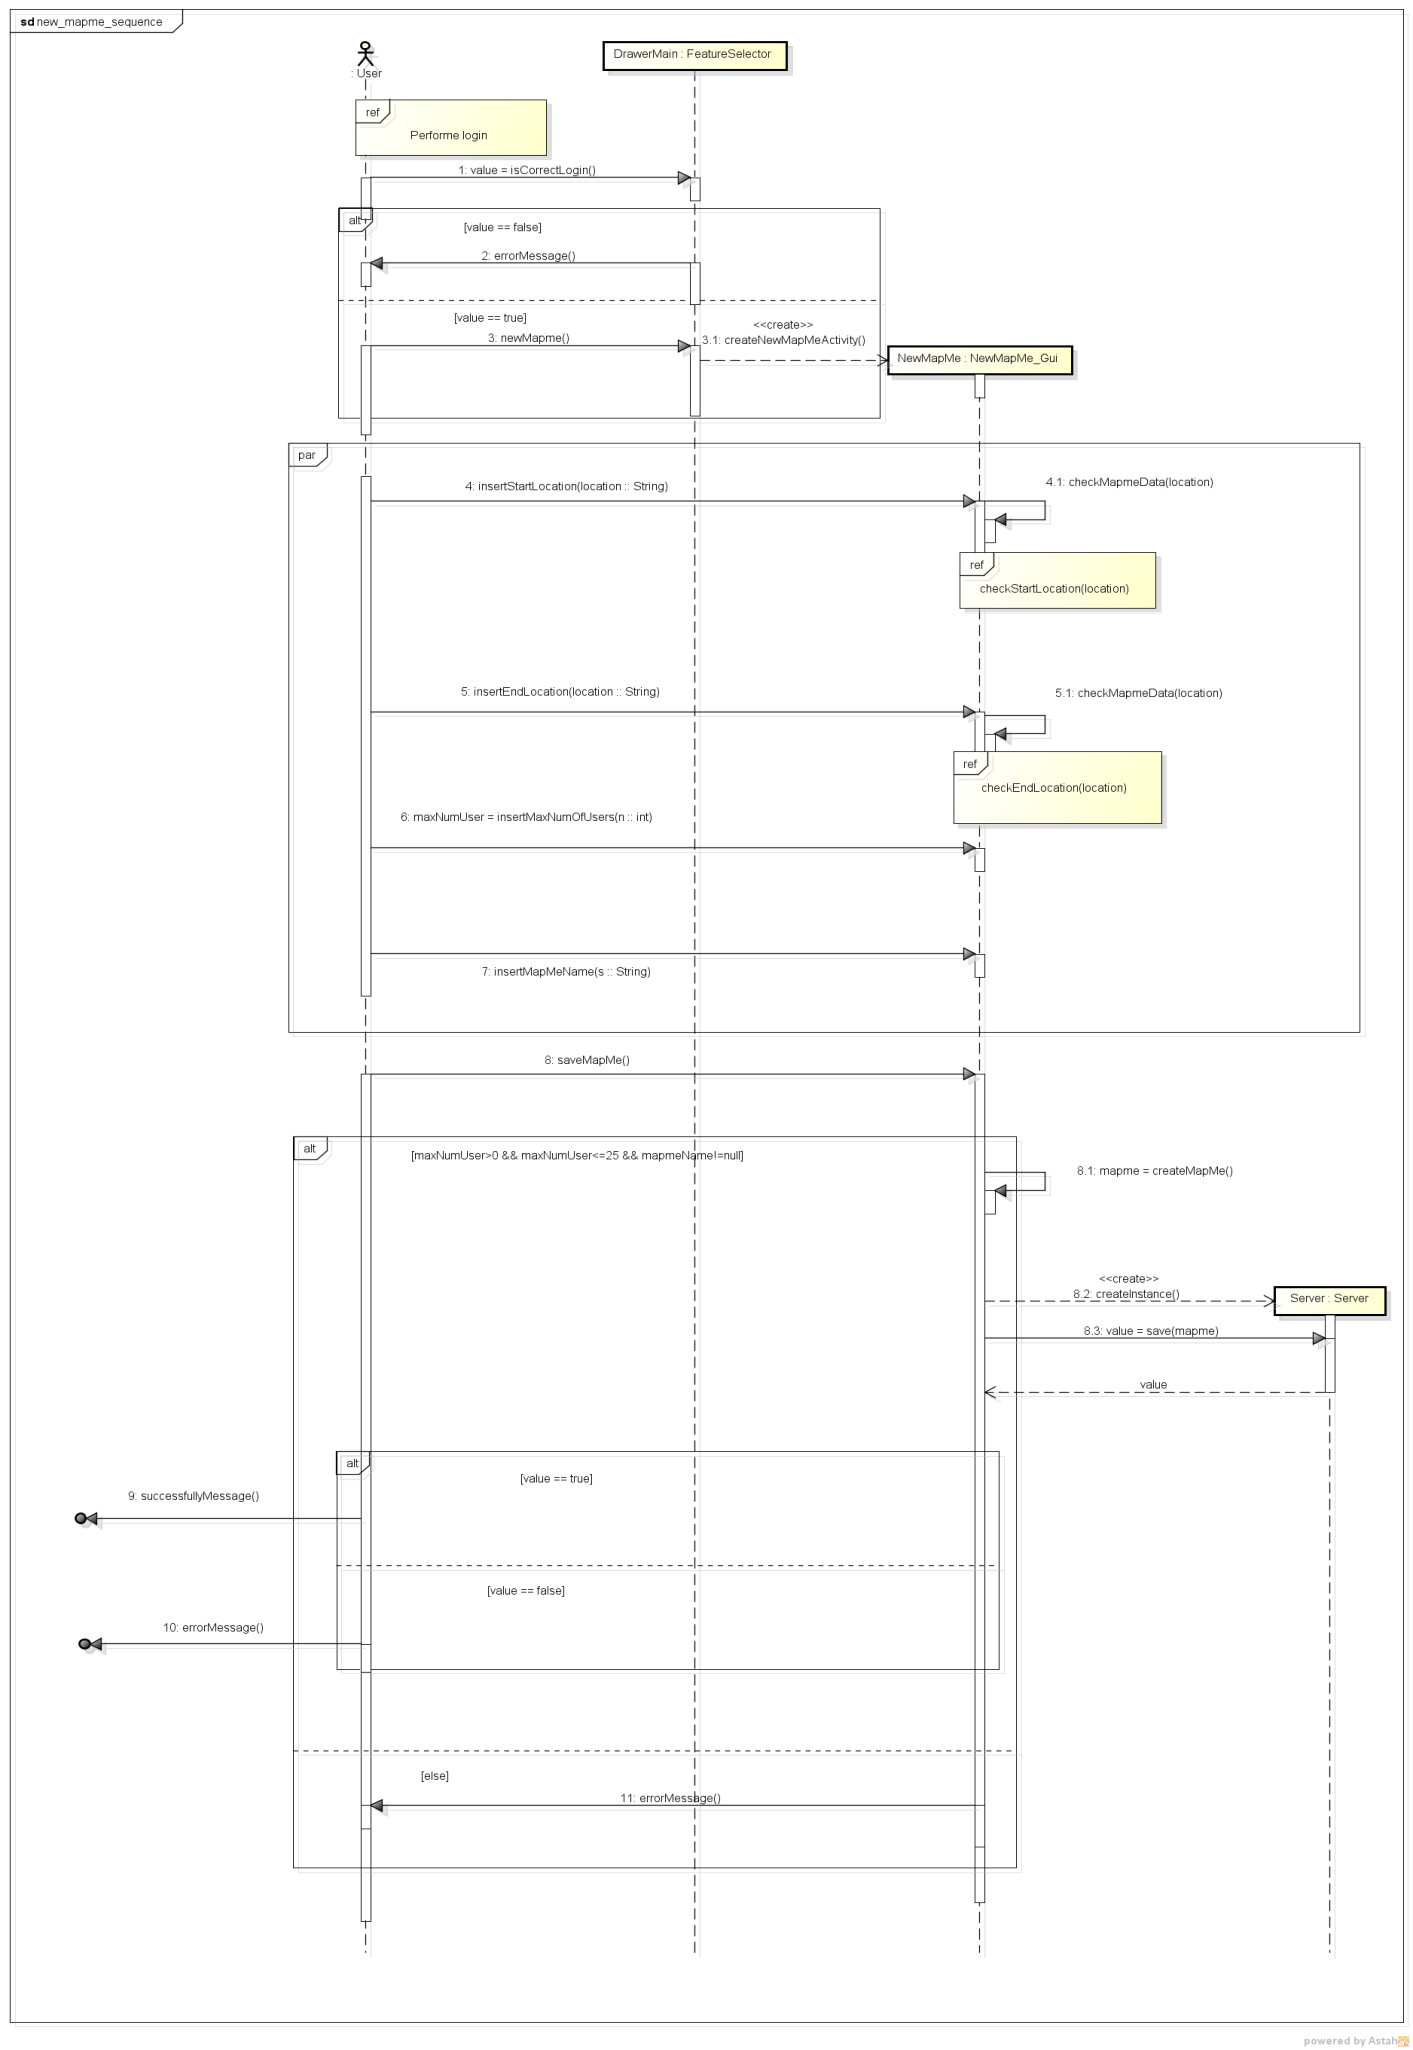 sd new_mapme_sequence
: User
DrawerMain : FeatureSelector
ref
Performe login
1: value = isCorrectLogin()
alt
[value == false]
2: errorMessage()
[value == true]
3: newMapme()
<<create>>
3.1: createNewMapMeActivity()
NewMapMe : NewMapMe_Gui
par
4: insertStartLocation(location :: String)
4.1: checkMapmeData(location)
ref
checkStartLocation(location)
5: insertEndLocation(location :: String)
5.1: checkMapmeData(location)
ref
checkEndLocation(location)
6: maxNumUser = insertMaxNumOfUsers(n :: int)
7: insertMapMeName(s :: String)
8: saveMapMe()
alt
[maxNumUser>0 && maxNumUser<=25 && mapmeName!=null]
8.1: mapme = createMapMe()
<<create>>
8.2: createInstance()
Server : Server
8.3: value = save(mapme)
value
alt
[value == true]
9: successfullyMessage()
[value == false]
10: errorMessage()
[else]
11: errorMessage()
powered by Astah